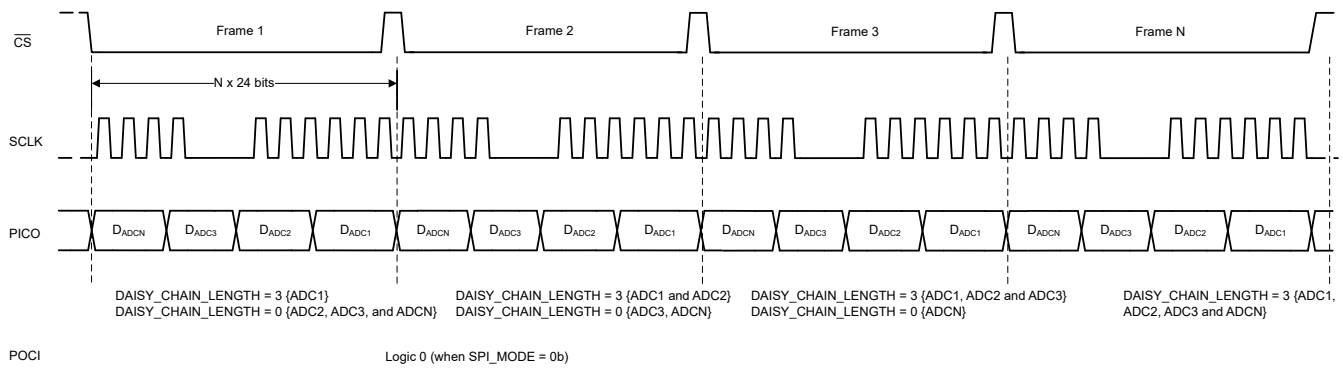 CS
Frame 1 Frame 2 Frame 3 Frame N
N x 24 bits
SCLK
PICO
DADCN DADC3 DADC2 DADC1 DADCN DADC3 DADC2 DADC1 DADCN DADC3 DADC2 DADC1 DADCN DADC3 DADC2 DADC1
DAISY_CHAIN_LENGTH = 3 {ADC1}
DAISY_CHAIN_LENGTH = 0 {ADC2, ADC3, and ADCN}
DAISY_CHAIN_LENGTH = 3 {ADC1 and ADC2}
DAISY_CHAIN_LENGTH = 0 {ADC3, ADCN}
DAISY_CHAIN_LENGTH = 3 {ADC1, ADC2 and ADC3}
DAISY_CHAIN_LENGTH = 0 {ADCN}
DAISY_CHAIN_LENGTH = 3 {ADC1,
ADC2, ADC3 and ADCN}
POCI
Logic 0 (when SPI_MODE = 0b)